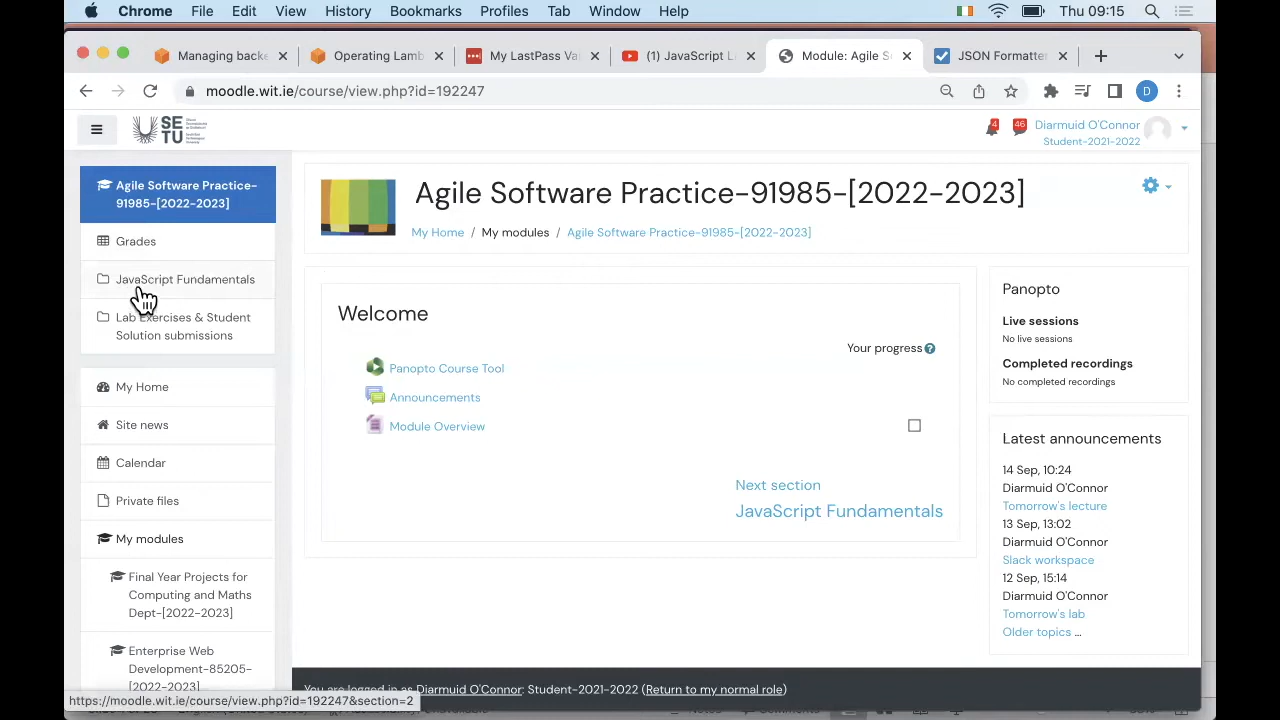 Chrome File Edit View History Bookmarks Profiles Tab Window Help Thu 09:15
Managing backe Operating Lamb My LastPass Va (1) JavaScript L Module: Agile S JSON Formatte
moodle.wit.ie/course/view.php?id=192247 D
SETU 4 46 Diarmuid O'Connor
Student-2021-2022
Agile Software Practice-
91985-[2022-2023]
Grades
JavaScript Fundamentals
Lab Exercises & Student
Solution submissions
My Home
Site news
Calendar
Private files
My modules
Final Year Projects for
Computing and Maths
Dept-[2022-2023]
Enterprise Web
Development-85205-
[2022-2023]
Agile Software Practice-91985-[2022-2023]
My Home / My modules / Agile Software Practice-91985-[2022-2023]
Welcome
Your progress
Panopto Course Tool
Announcements
Module Overview
Next section
JavaScript Fundamentals
Panopto
Live sessions
No live sessions
Completed recordings
No completed recordings
Latest announcements
14 Sep, 10:24
Diarmuid O'Connor
Tomorrow's lecture
13 Sep, 13:02
Diarmuid O'Connor
Slack workspace
12 Sep, 15:14
Diarmuid O'Connor
Tomorrow's lab
Older topics ...
You are logged in as Diarmuid O'Connor: Student-2021-2022 (Return to my normal role)
https://moodle.wit.ie/course/view.php?id=192247&section=2